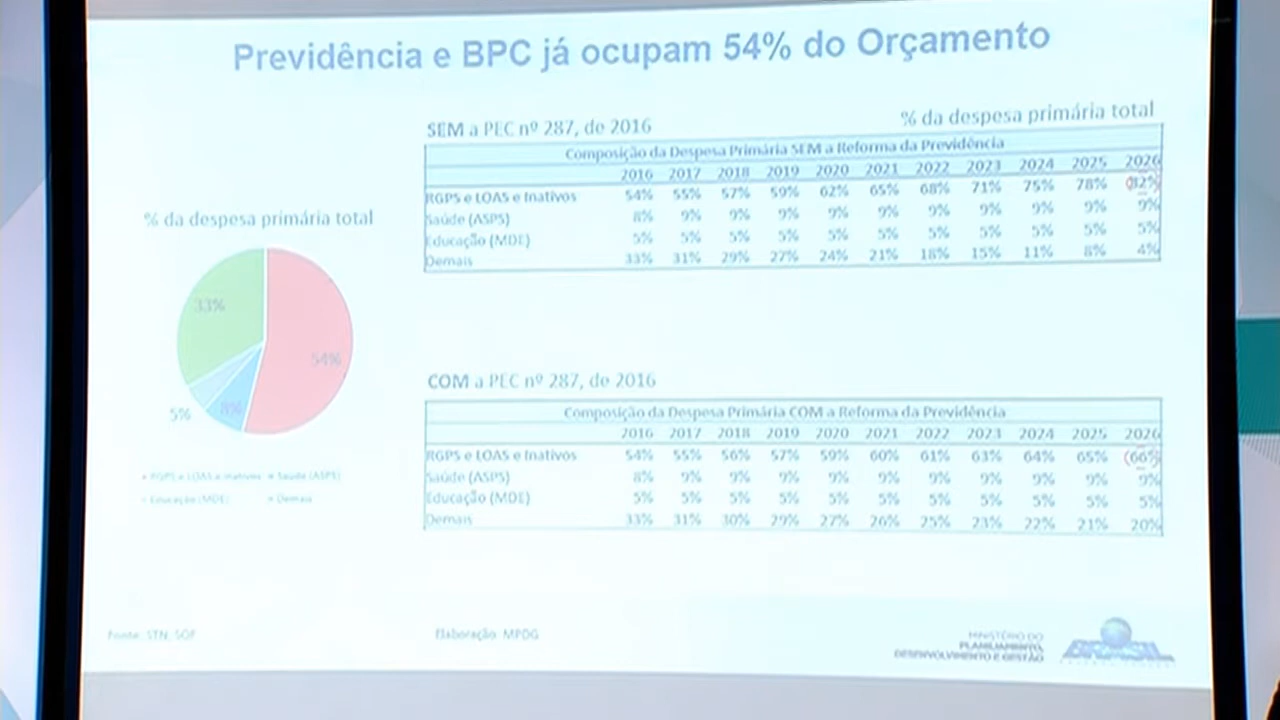 Previdência e BPC já ocupam 54% do Orçamento
SEM a PEC nº 287, de 2016
% da despesa primária total
Composição da Despesa Primária SEM a Reforma da Previdência
2016 2017 2018 2019 2020 2021 2022 2023 2024 2025 2026
RGPS e LOAS e Inativos 54% 55% 57% 59% 62% 65% 68% 71% 75% 78% 82%
Saúde (ASPS) 8% 9% 9% 9% 9% 9% 9% 9% 9% 9% 9%
Educação (MDE) 5% 5% 5% 5% 5% 5% 5% 5% 5% 5% 5%
Demais 33% 31% 29% 27% 24% 21% 18% 15% 11% 8% 4%
% da despesa primária total
33%
54%
5%
8%
RGPS e LOAS e Inativos Saúde (ASPS)
Educação (MDE) Demais
COM a PEC nº 287, de 2016
Composição da Despesa Primária COM a Reforma da Previdência
2016 2017 2018 2019 2020 2021 2022 2023 2024 2025 2026
RGPS e LOAS e Inativos 54% 55% 56% 57% 59% 60% 61% 63% 64% 65% 66%
Saúde (ASPS) 8% 9% 9% 9% 9% 9% 9% 9% 9% 9% 9%
Educação (MDE) 5% 5% 5% 5% 5% 5% 5% 5% 5% 5% 5%
Demais 33% 31% 30% 29% 27% 26% 25% 23% 22% 21% 20%
Fonte: STN, SOF
Elaboração: MPDG
MINISTÉRIO DO
PLANEJAMENTO,
DESENVOLVIMENTO E GESTÃO
BRASIL